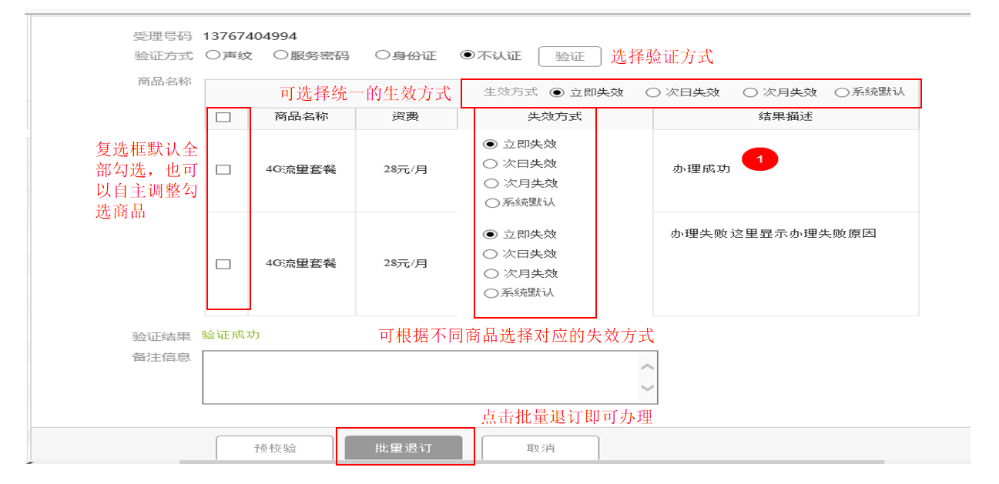 受理号码 13767404994
验证方式 声纹 服务密码 身份证 不认证 验证 选择验证方式
商品名称
可选择统一的生效方式 生效方式 立即失效 次日失效 次月失效 系统默认
商品名称 资费 失效方式 结果描述
复选框默认全
部勾选，也可
以自主调整勾
选商品
4G流里套餐 28元/月
立即失效
次日失效
次月失效
系统默认
办理成功 1
4G流里套餐 28元/月
立即失效
次日失效
次月失效
系统默认
办理失败 这里显示办理失败原因
验证结果 验证成功
可根据不同商品选择对应的失效方式
备注信息
点击批量退订即可办理
预校验 批里退订 取消